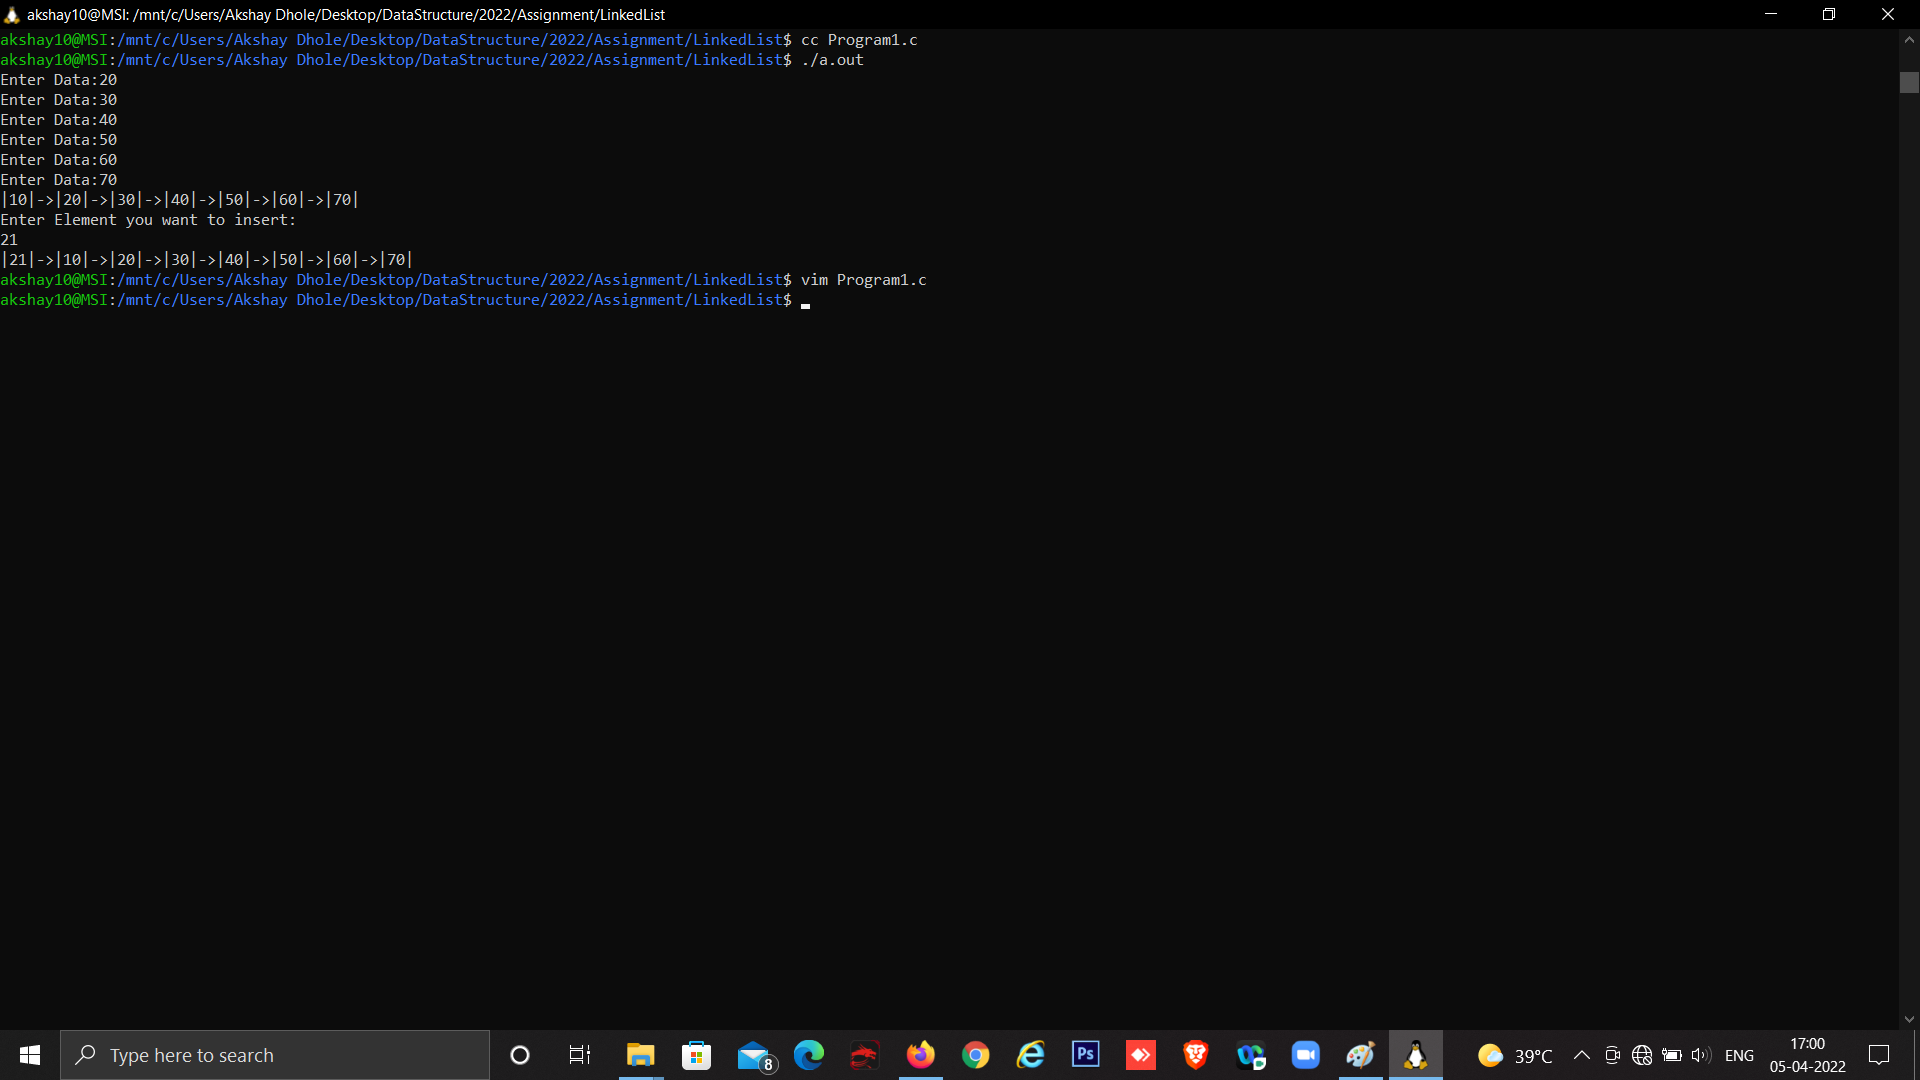 akshay10@MSI: /mnt/c/Users/Akshay Dhole/Desktop/DataStructure/2022/Assignment/LinkedList
akshay10@MSI:/mnt/c/Users/Akshay Dhole/Desktop/DataStructure/2022/Assignment/LinkedList$ cc Program1.c
akshay10@MSI:/mnt/c/Users/Akshay Dhole/Desktop/DataStructure/2022/Assignment/LinkedList$ ./a.out
Enter Data:20
Enter Data:30
Enter Data:40
Enter Data:50
Enter Data:60
Enter Data:70
|10|->|20|->|30|->|40|->|50|->|60|->|70|
Enter Element you want to insert:
21
|21|->|10|->|20|->|30|->|40|->|50|->|60|->|70|
akshay10@MSI:/mnt/c/Users/Akshay Dhole/Desktop/DataStructure/2022/Assignment/LinkedList$ vim Program1.c
akshay10@MSI:/mnt/c/Users/Akshay Dhole/Desktop/DataStructure/2022/Assignment/LinkedList$
Type here to search
8
Ps
39°C
ENG
17:00
05-04-2022